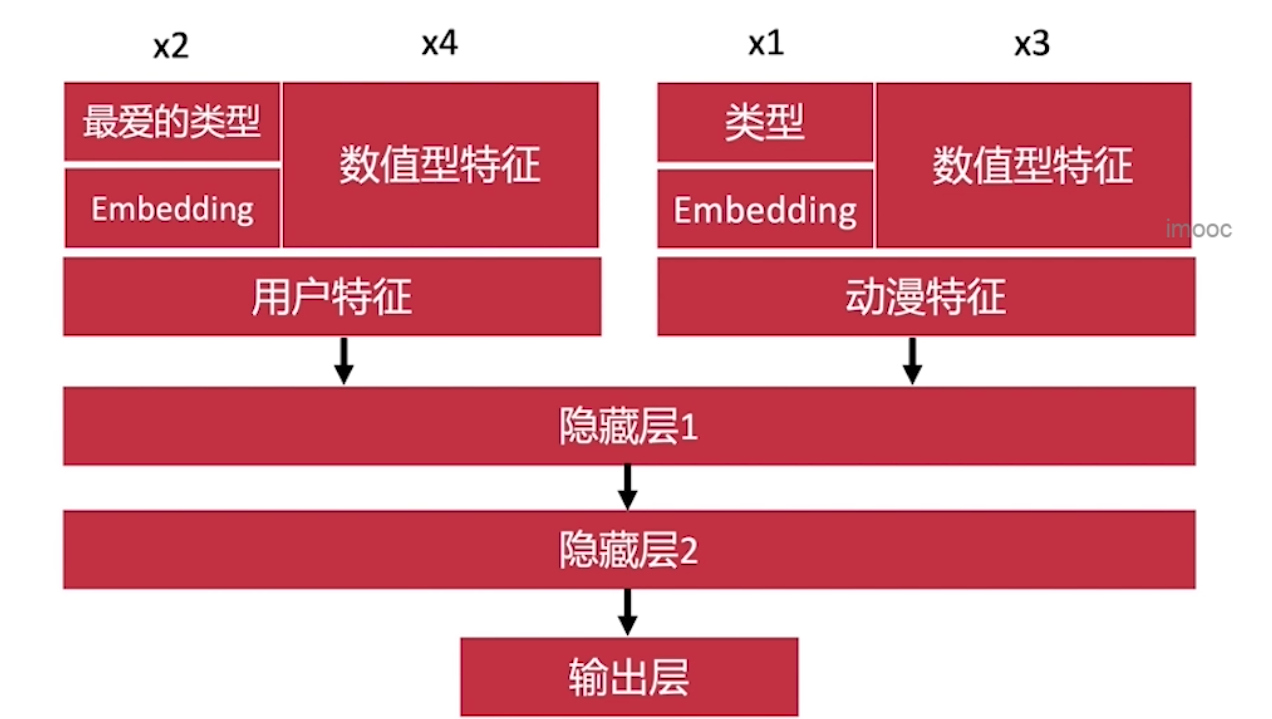 x2
x4
x1
x3
最爱的类型
数值型特征
类型
数值型特征
Embedding
Embedding
imooc
用户特征
动漫特征
隐藏层1
隐藏层2
输出层